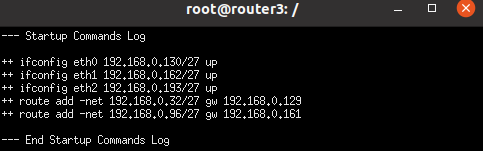 root@router3: /
--- Startup Commands Log
++ ifconfig eth0 192.168.0.130/27 up
++ ifconfig eth1 192.168.0.162/27 up
++ ifconfig eth2 192.168.0.193/27 up
++ route add -net 192.168.0.32/27 gw 192.168.0.129
++ route add -net 192.168.0.96/27 gw 192.168.0.161
--- End Startup Commands Log